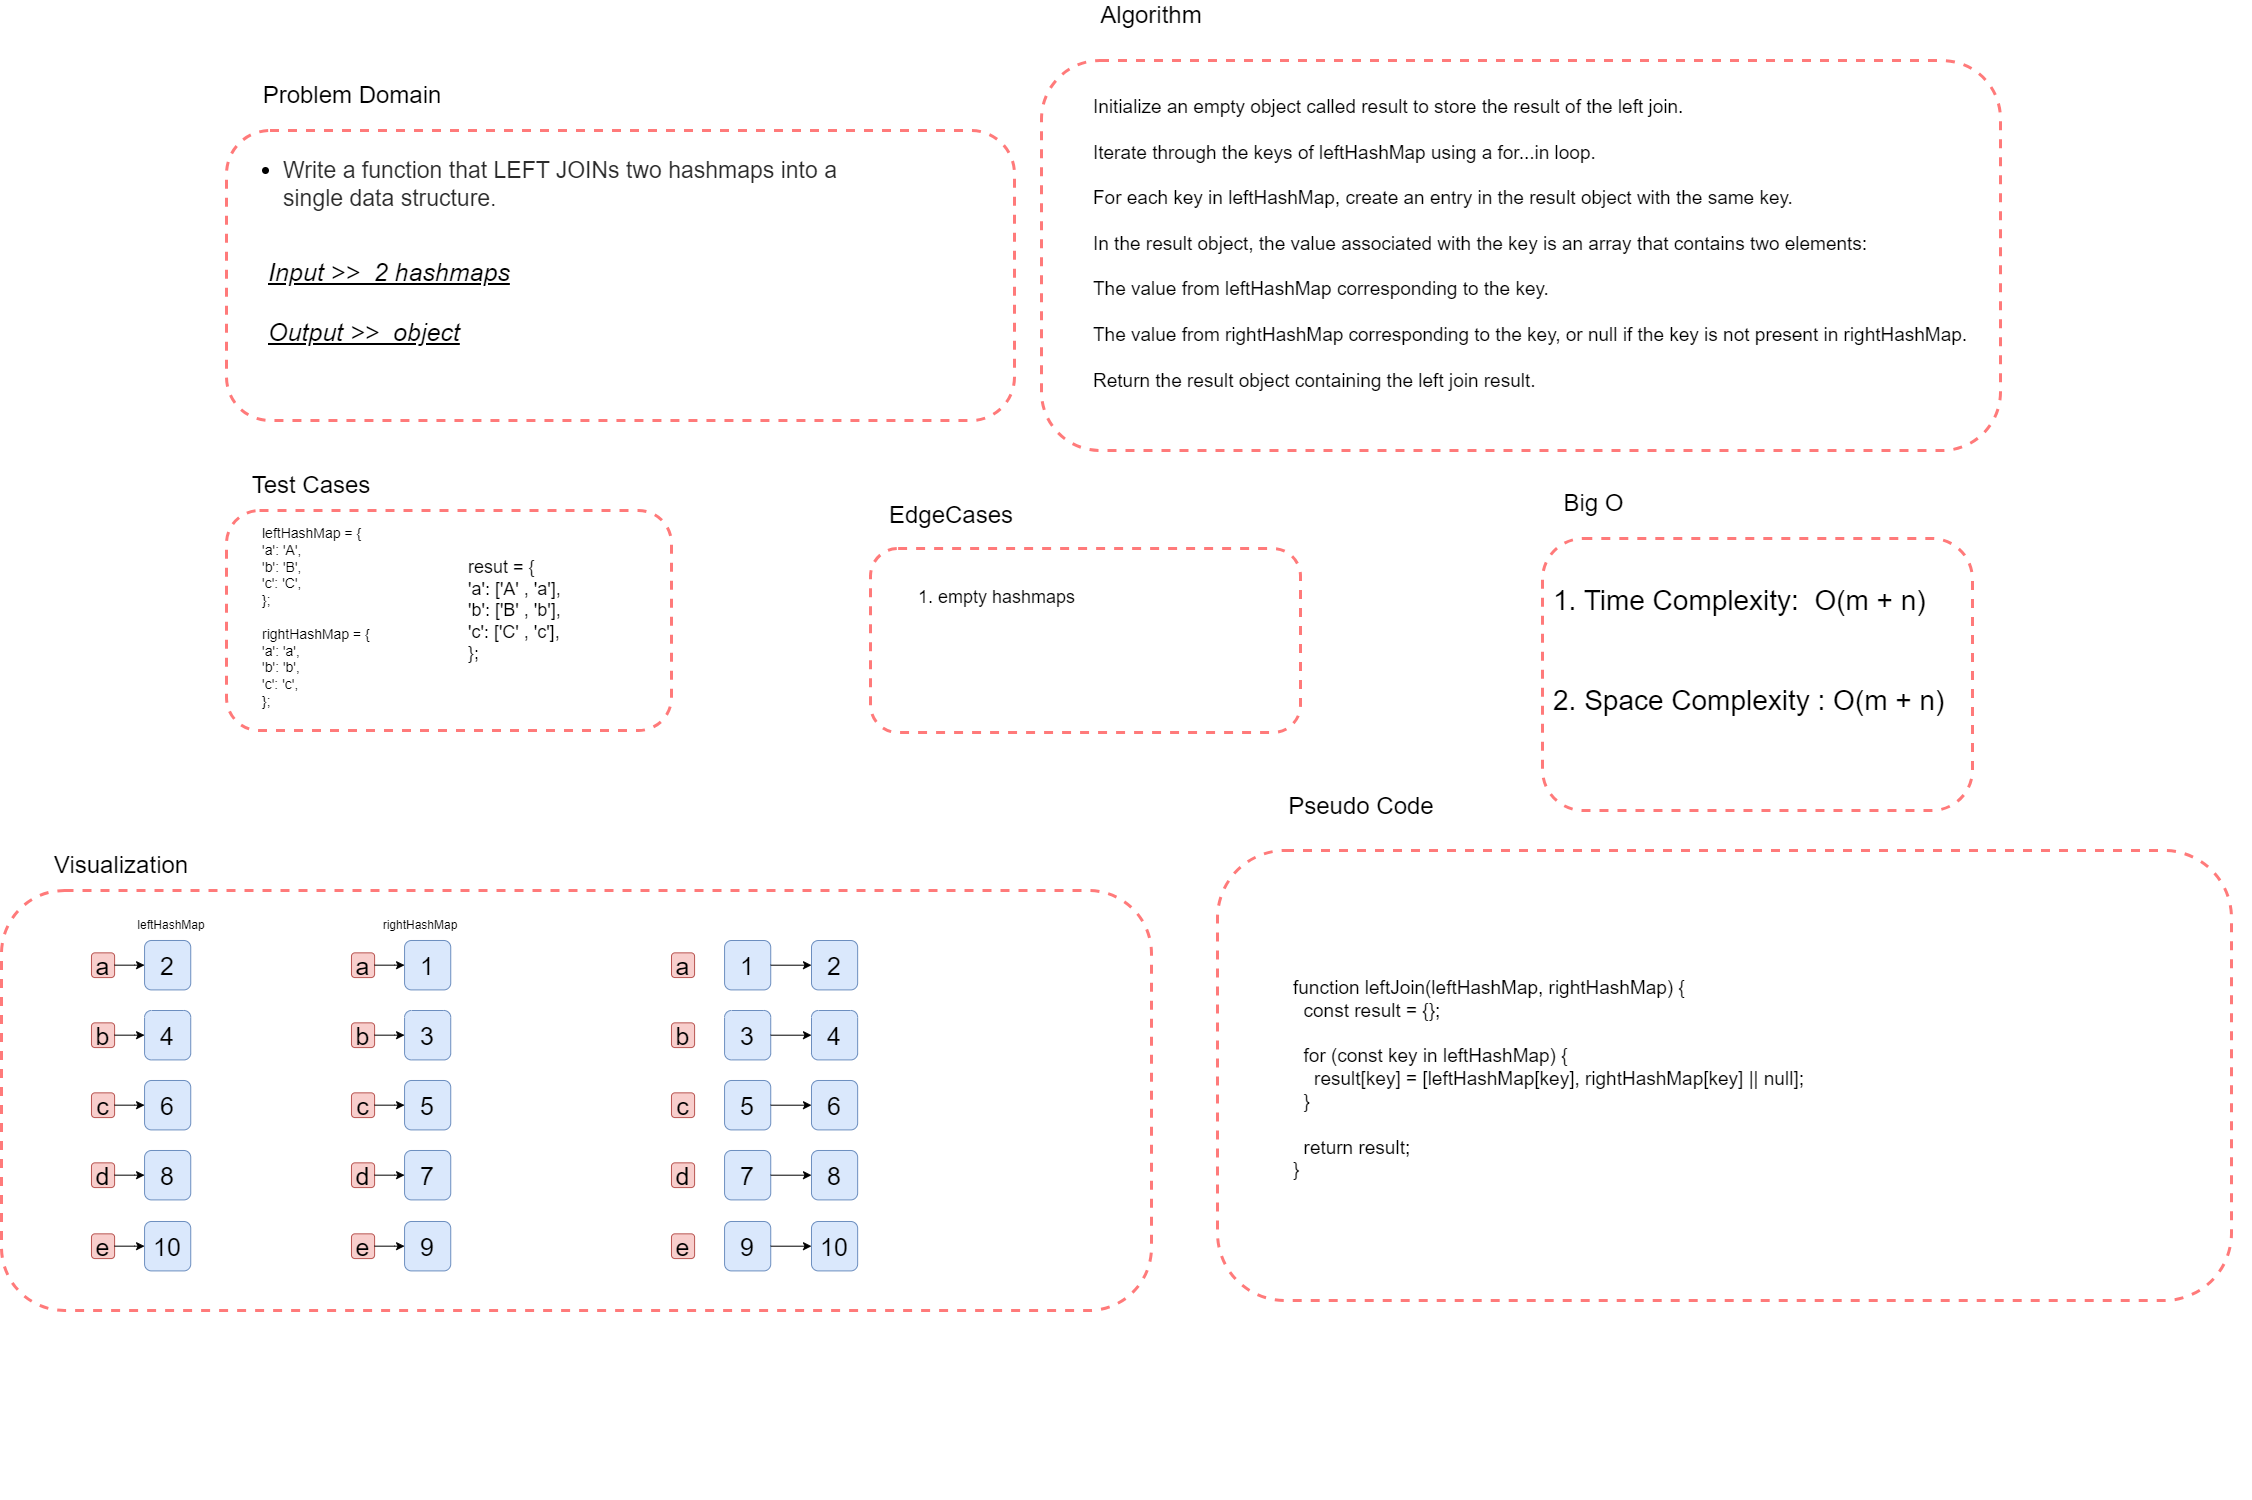 Algorithm
Initialize an empty object called result to store the result of the left join.
Iterate through the keys of leftHashMap using a for...in loop.
For each key in leftHashMap, create an entry in the result object with the same key.
In the result object, the value associated with the key is an array that contains two elements:
The value from leftHashMap corresponding to the key.
The value from rightHashMap corresponding to the key, or null if the key is not present in rightHashMap.
Return the result object containing the left join result.
Problem Domain
• Write a function that LEFT JOINs two hashmaps into a
single data structure.
Input >>  2 hashmaps
Output >>  object
Test Cases
leftHashMap = {
'a': 'A',
'b': 'B',
'c': 'C',
};
rightHashMap = {
'a': 'a',
'b': 'b',
'c': 'c',
};
resut = {
'a': ['A' , 'a'],
'b': ['B' , 'b'],
'c': ['C' , 'c'],
};
EdgeCases
1. empty hashmaps
Big O
1. Time Complexity:  O(m + n)
2. Space Complexity : O(m + n)
Visualization
leftHashMap
rightHashMap
a 2 a 1 a 1 2
b 4 b 3 b 3 4
c 6 c 5 c 5 6
d 8 d 7 d 7 8
e 10 e 9 e 9 10
Pseudo Code
function leftJoin(leftHashMap, rightHashMap) {
const result = {};
for (const key in leftHashMap) {
result[key] = [leftHashMap[key], rightHashMap[key] || null];
}
return result;
}